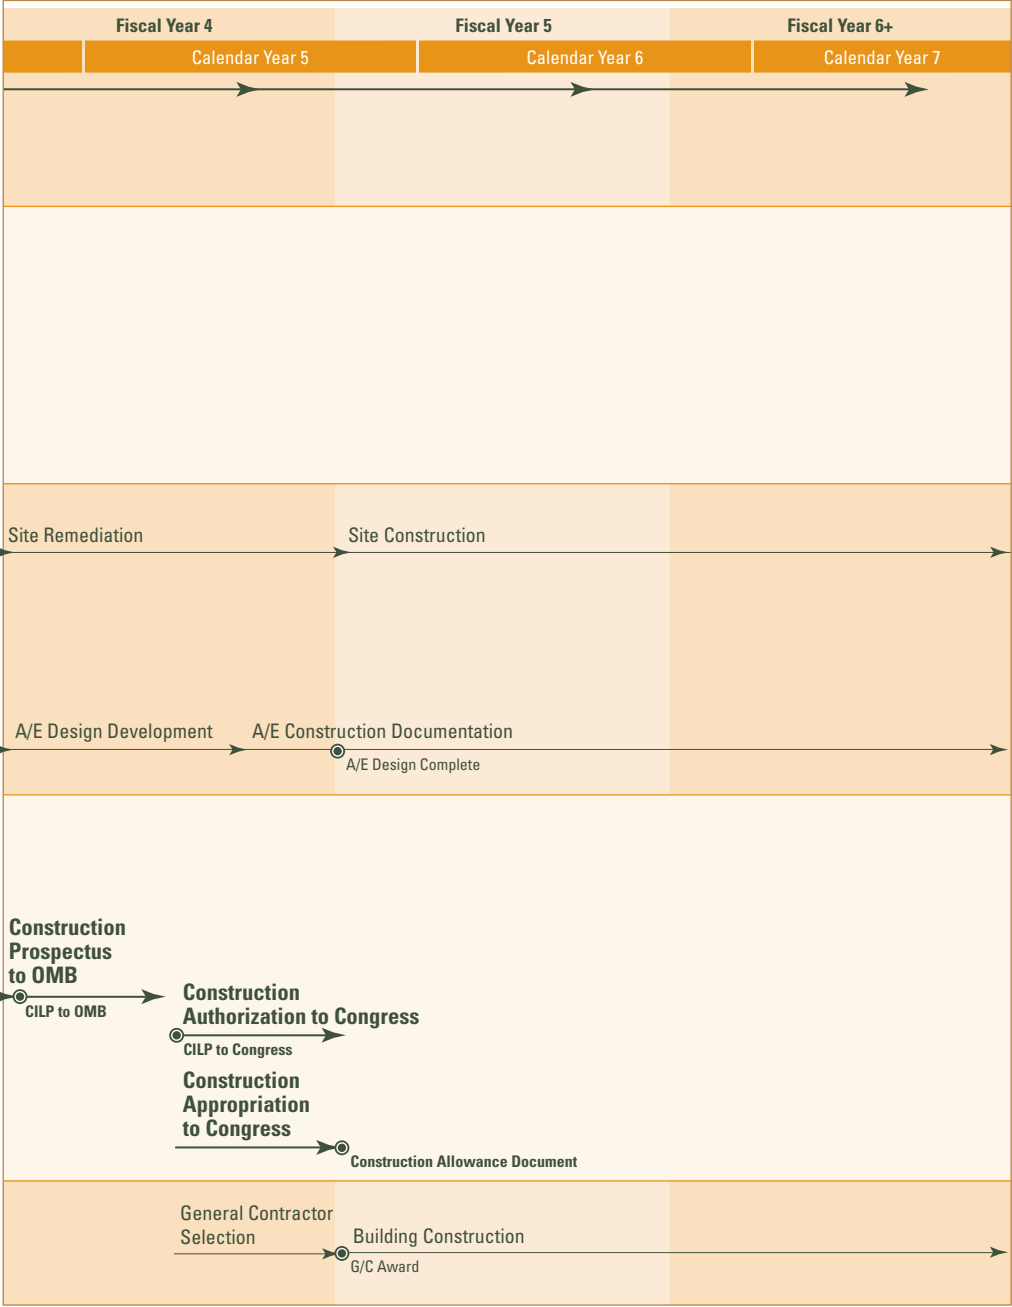 Fiscal Year 4
Fiscal Year 5
Fiscal Year 6+
Calendar Year 5
Calendar Year 6
Calendar Year 7
Site Remediation
Site Construction
A/E Design Development
A/E Construction Documentation
A/E Design Complete
Construction
Prospectus
to OMB
CILP to OMB
Construction
Authorization to Congress
CILP to Congress
Construction
Appropriation
to Congress
Construction Allowance Document
General Contractor
Selection
Building Construction
G/C Award